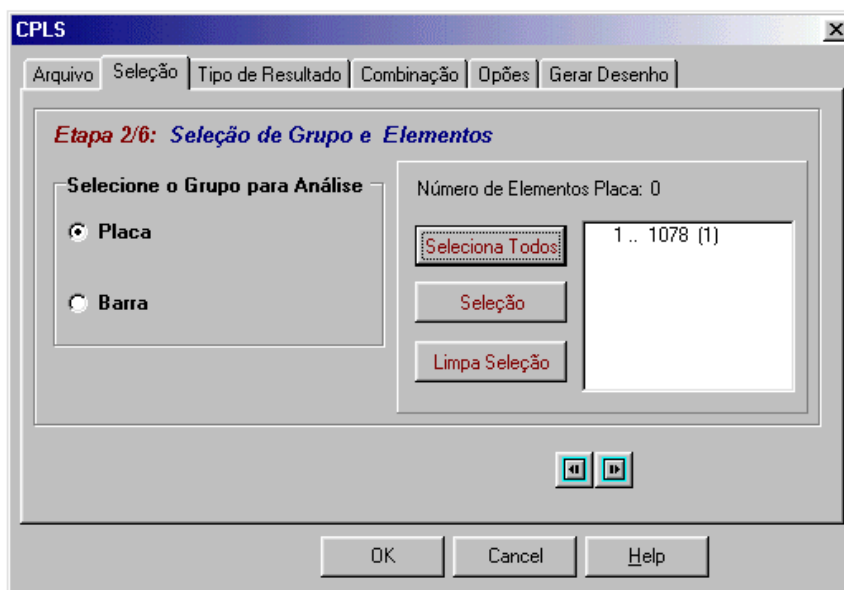 CPLS
Arquivo Seleção Tipo de Resultado Combinação Opões Gerar Desenho
Etapa 2/6: Seleção de Grupo e Elementos
Selecione o Grupo para Análise
Placa
Barra
Número de Elementos Placa: 0
Seleciona Todos
Seleção
Limpa Seleção
1 .. 1078 (1)
OK Cancel Help